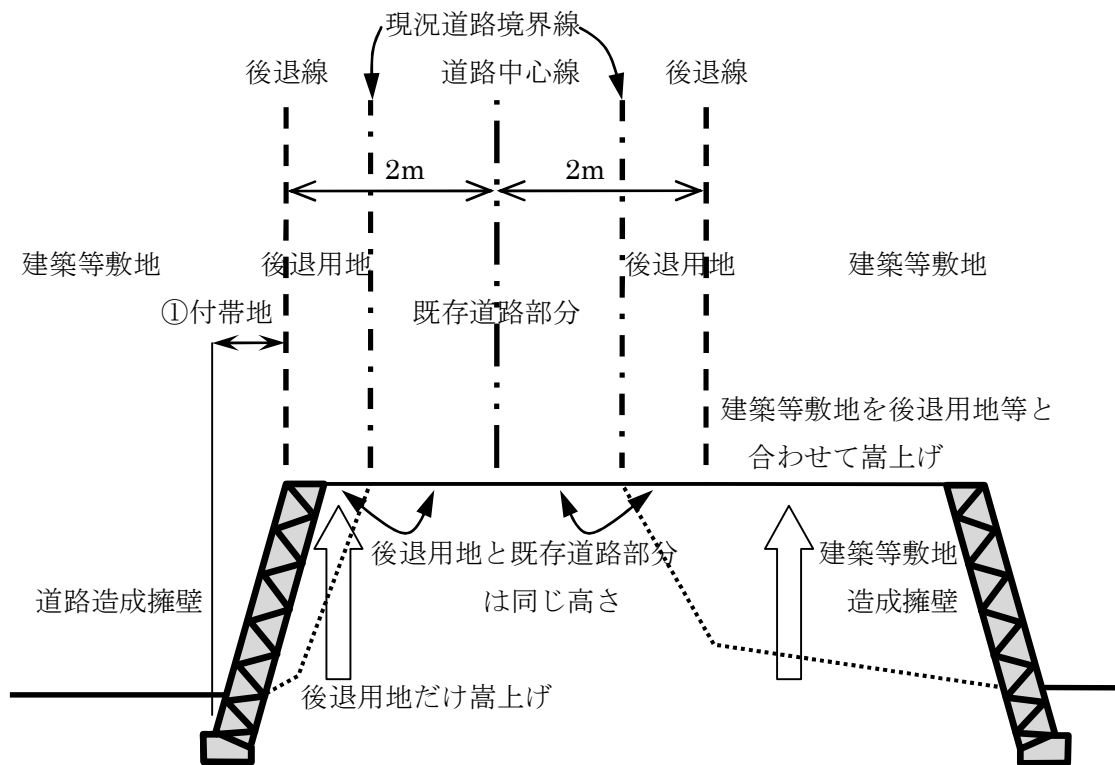 現況道路境界線
後退線
道路中心線
後退線
2m
2m
建築等敷地
後退用地
後退用地
建築等敷地
①付帯地
既存道路部分
建築等敷地を後退用地等と
合わせて嵩上げ
後退用地と既存道路部分
は同じ高さ
建築等敷地
造成擁壁
道路造成擁壁
後退用地だけ嵩上げ